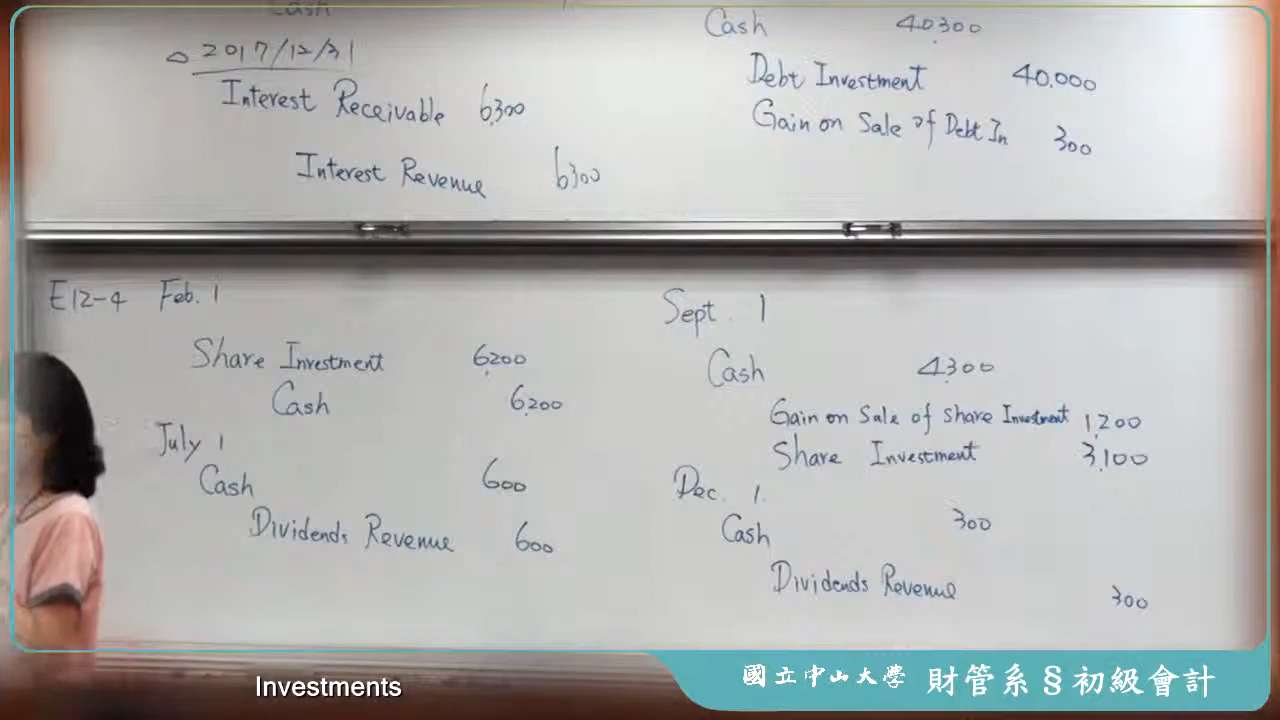 Cash
△ 2017/12/31
Interest Receivable 6,300
Interest Revenue 6300
Cash 40,300
Debt Investment 40,000
Gain on Sale of Debt In 300
E12-4 Feb. 1
Share Investment 6,200
Cash 6,200
July 1
Cash 600
Dividends Revenue 600
Sept. 1
Cash 4,300
Gain on Sale of Share Investment 1,200
Share Investment 3,100
Dec. 1.
Cash 300
Dividends Revenue 300
Investments
國立中山大學 財管系§初級會計